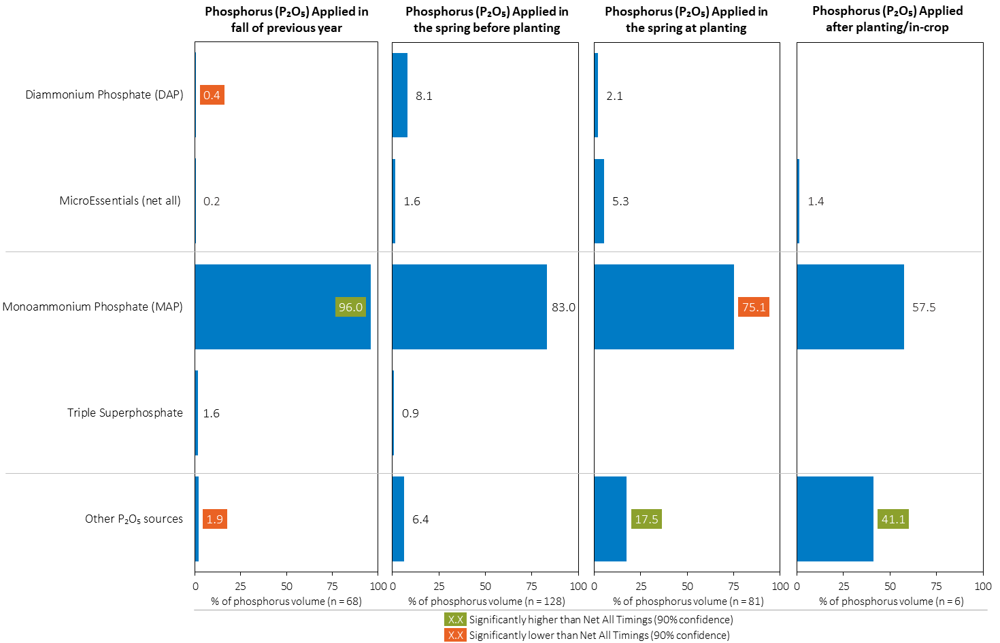 Phosphorus (P₂O₅) Applied in
fall of previous year
Phosphorus (P₂O₅) Applied in
the spring before planting
Phosphorus (P₂O₅) Applied in
the spring at planting
Phosphorus (P₂O₅) Applied
after planting/in-crop
Diammonium Phosphate (DAP)
0.4
8.1
2.1
MicroEssentials (net all)
0.2
1.6
5.3
1.4
Monoammonium Phosphate (MAP)
96.0
83.0
75.1
57.5
Triple Superphosphate
1.6
0.9
Other P₂O₅ sources
1.9
6.4
17.5
41.1
0 25 50 75 100
0 25 50 75 100
0 25 50 75 100
0 25 50 75 100
% of phosphorus volume (n = 68)
% of phosphorus volume (n = 128)
% of phosphorus volume (n = 81)
% of phosphorus volume (n = 6)
X.X Significantly higher than Net All Timings (90% confidence)
X.X Significantly lower than Net All Timings (90% confidence)